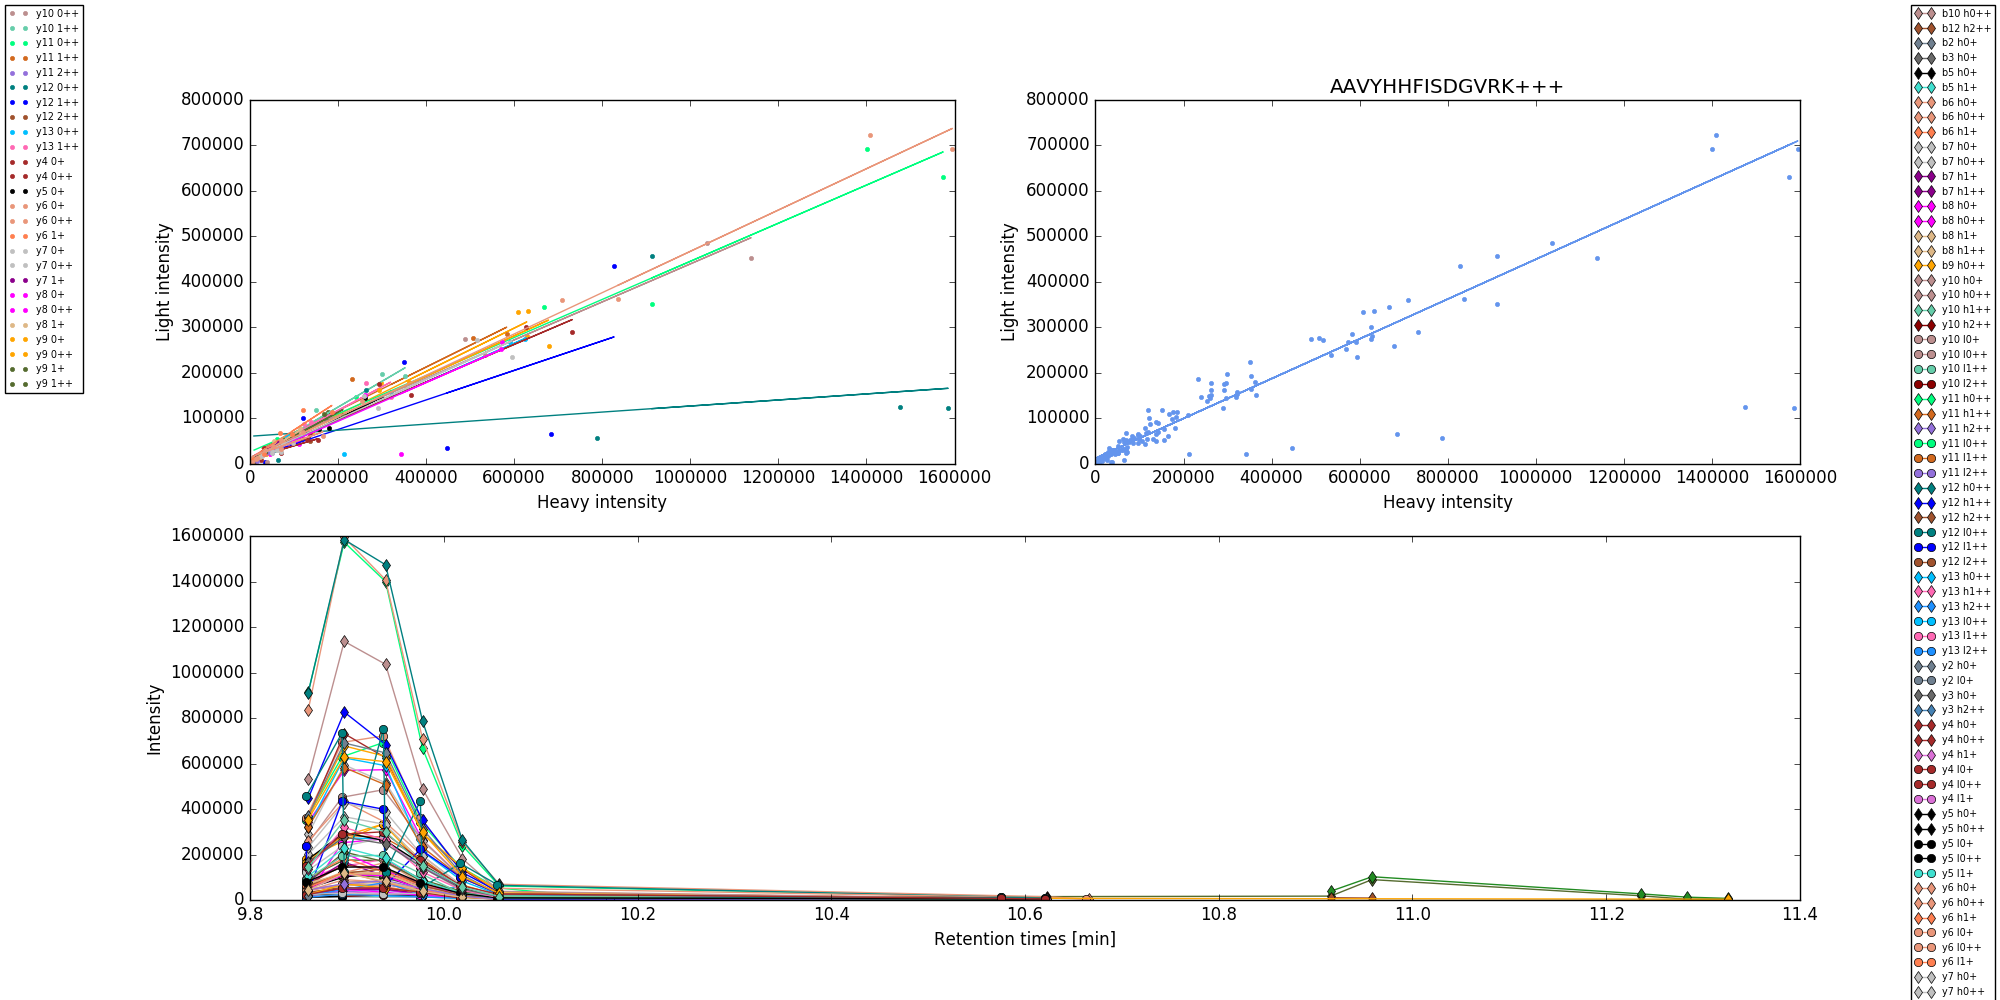 y10 0++
y10 1++
y11 0++
y11 1++
y11 2++
y12 0++
y12 1++
y12 2++
y13 0++
y13 1++
y4 0+
y4 0++
y5 0+
y6 0+
y6 0++
y6 1+
y7 0+
y7 0++
y7 1+
y8 0+
y8 0++
y8 1+
y9 0+
y9 0++
y9 1+
y9 1++
800000
700000
600000
500000
400000
300000
200000
100000
0
Light intensity
0 200000 400000 600000 800000 1000000 1200000 1400000 1600000
Heavy intensity
AAVYHHFISDGVRK+++
800000
700000
600000
500000
400000
300000
200000
100000
0
Light intensity
0 200000 400000 600000 800000 1000000 1200000 1400000 1600000
Heavy intensity
1600000
1400000
1200000
1000000
800000
600000
400000
200000
0
Intensity
9.8 10.0 10.2 10.4 10.6 10.8 11.0 11.2 11.4
Retention times [min]
b10 h0++
b12 h2++
b2 h0+
b3 h0+
b5 h0+
b5 h1+
b6 h0+
b6 h0++
b6 h1+
b7 h0+
b7 h0++
b7 h1+
b7 h1++
b8 h0+
b8 h0++
b8 h1+
b8 h1++
b9 h0++
y10 h0+
y10 h0++
y10 h1++
y10 h2++
y10 l0+
y10 l0++
y10 l1++
y10 l2++
y11 h0++
y11 h1++
y11 h2++
y11 l0++
y11 l1++
y11 l2++
y12 h0++
y12 h1++
y12 h2++
y12 l0++
y12 l1++
y12 l2++
y13 h0++
y13 h1++
y13 h2++
y13 l0++
y13 l1++
y13 l2++
y2 h0+
y2 l0+
y3 h0+
y3 h2++
y4 h0+
y4 h0++
y4 h1+
y4 l0+
y4 l0++
y4 l1+
y5 h0+
y5 h0++
y5 l0+
y5 l0++
y5 l1+
y6 h0+
y6 h0++
y6 h1+
y6 l0+
y6 l0++
y6 l1+
y7 h0+
y7 h0++